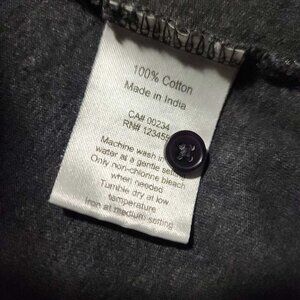 100% Cotton
Made in India
CA# 00234
RN# 123456
Machine wash in
water at a gentle
Only non-chlorine bleach
when needed
Tumble dry at low
temperature
Iron at medium setting